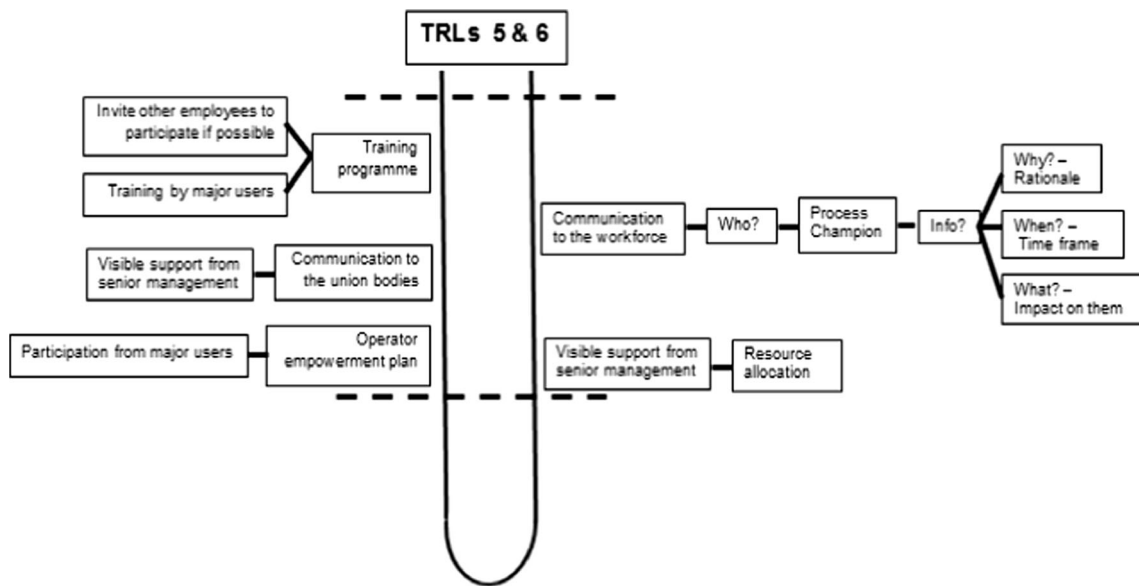 TRLs 5 & 6
Invite other employees to
participate if possible
Training
programme
Training by major users
Visible support from
senior management
Communication to
the union bodies
Participation from major users
Operator
empowerment plan
Communication
to the workforce
Who?
Process
Champion
Info?
Why? –
Rationale
When? –
Time frame
What? –
Impact on them
Visible support from
senior management
Resource
allocation